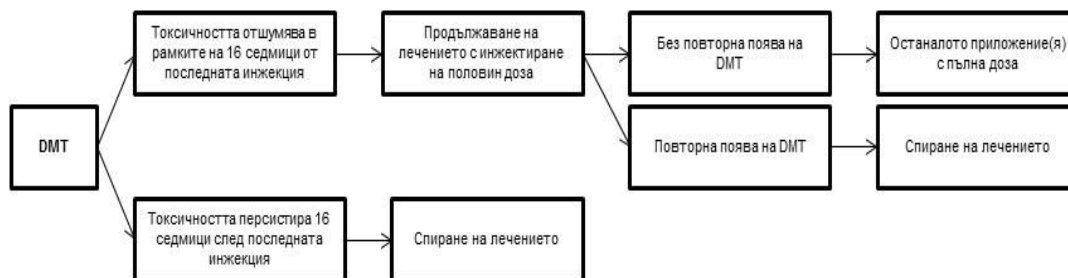 DMT
Токсичността отшумява в
рамките на 16 седмици от
последната инжекция
Продължаване на
лечението с инжектиране
на половин доза
Без повторна поява на
DMT
Останалото приложение(я)
с пълна доза
Повторна поява на DMT
Спиране на лечението
Токсичността персистира 16
седмици след последната
инжекция
Спиране на лечението